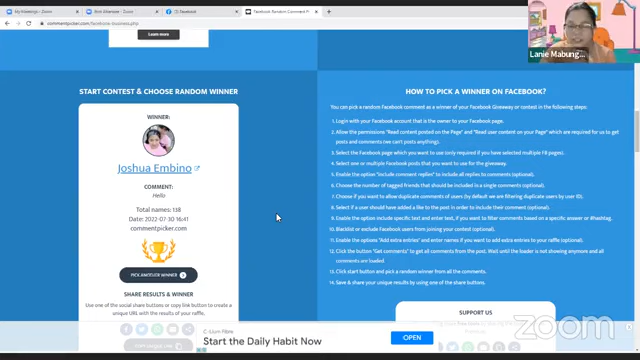 My Meetings - Zoom
(3) Facebook
Facebook Random Comment P
commentpicker.com/facebook-business.php
Learn more
Lanie Mabung...
START CONTEST & CHOOSE RANDOM WINNER
WINNER:
Joshua Embino
COMMENT:
Hello
Total names: 138
Date: 2022-07-30 16:41
commentpicker.com
PICK ANOTHER WINNER
SHARE RESULTS & WINNER
Use one of the social share buttons or copy link button to create a
unique URL with the results of your raffle.
HOW TO PICK A WINNER ON FACEBOOK?
You can pick a random Facebook comment as a winner of your Facebook Giveaway or contest in the following steps:
1. Login with your Facebook account that is the owner to your Facebook page.
2. Allow the permissions "Read content posted on the Page" and "Read user content on your Page" which are required for us to get
posts and comments (we can't posts anything).
3. Select the Facebook page which you want to use (only required if you have selected multiple FB pages).
4. Select one or multiple Facebook posts that you want to use for the giveaway.
5. Enable the option "include comment replies" to include all replies to comments (optional).
6. Choose the number of tagged friends that should be included in a single comments (optional).
7. Choose if you want to allow duplicate comments of users (by default we are filtering duplicate users by user ID).
8. Select if a user should have added a like to the post in order to include their comment (optional).
9. Enable the option include specific text and enter text, if you want to filter comments based on specific answer or #hashtag.
10. Blacklist or exclude Facebook users from joining your contest (optional).
11. Enable the options "Add extra entries" and enter names if you want to add extra entries to your raffle (optional).
12. Click the button "Get comments" to get all comments from the post. Wait until the loader is not showing anymore and all
comments are loaded.
13. Click start button and pick a random winner from all the comments.
14. Save & share your unique results by using one of the share buttons.
SUPPORT US
Start the Daily Habit Now
OPEN
zoom